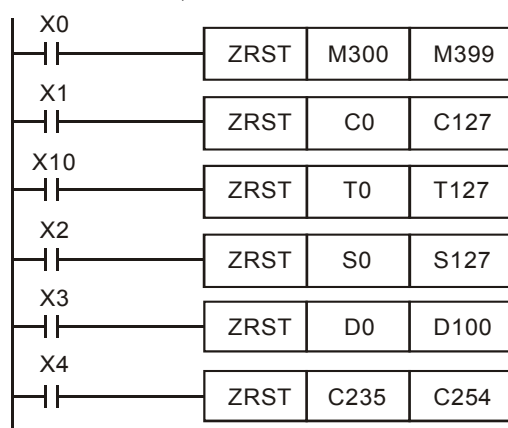 X0
ZRST M300 M399
X1
ZRST C0 C127
X10
ZRST T0 T127
X2
ZRST S0 S127
X3
ZRST D0 D100
X4
ZRST C235 C254